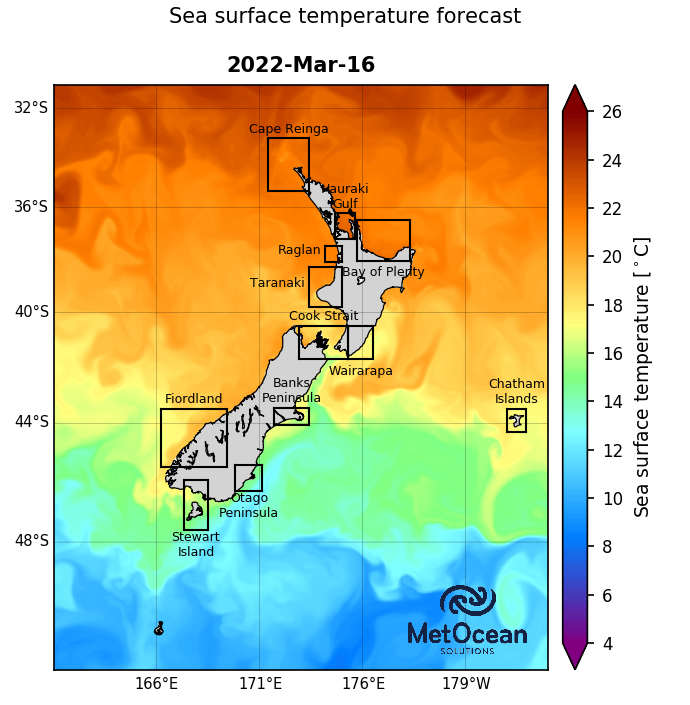 Sea surface temperature forecast
2022-Mar-16
32°S
36°S
40°S
44°S
48°S
166°E
171°E
176°E
179°W
Cape Reinga
Hauraki
Gulf
Raglan
Bay of Plenty
Taranaki
Cook Strait
Wairarapa
Banks
Peninsula
Fiordland
Chatham
Islands
Otago
Peninsula
Stewart
Island
MetOcean
SOLUTIONS
26
24
22
20
18
16
14
12
10
8
6
4
Sea surface temperature [°C]